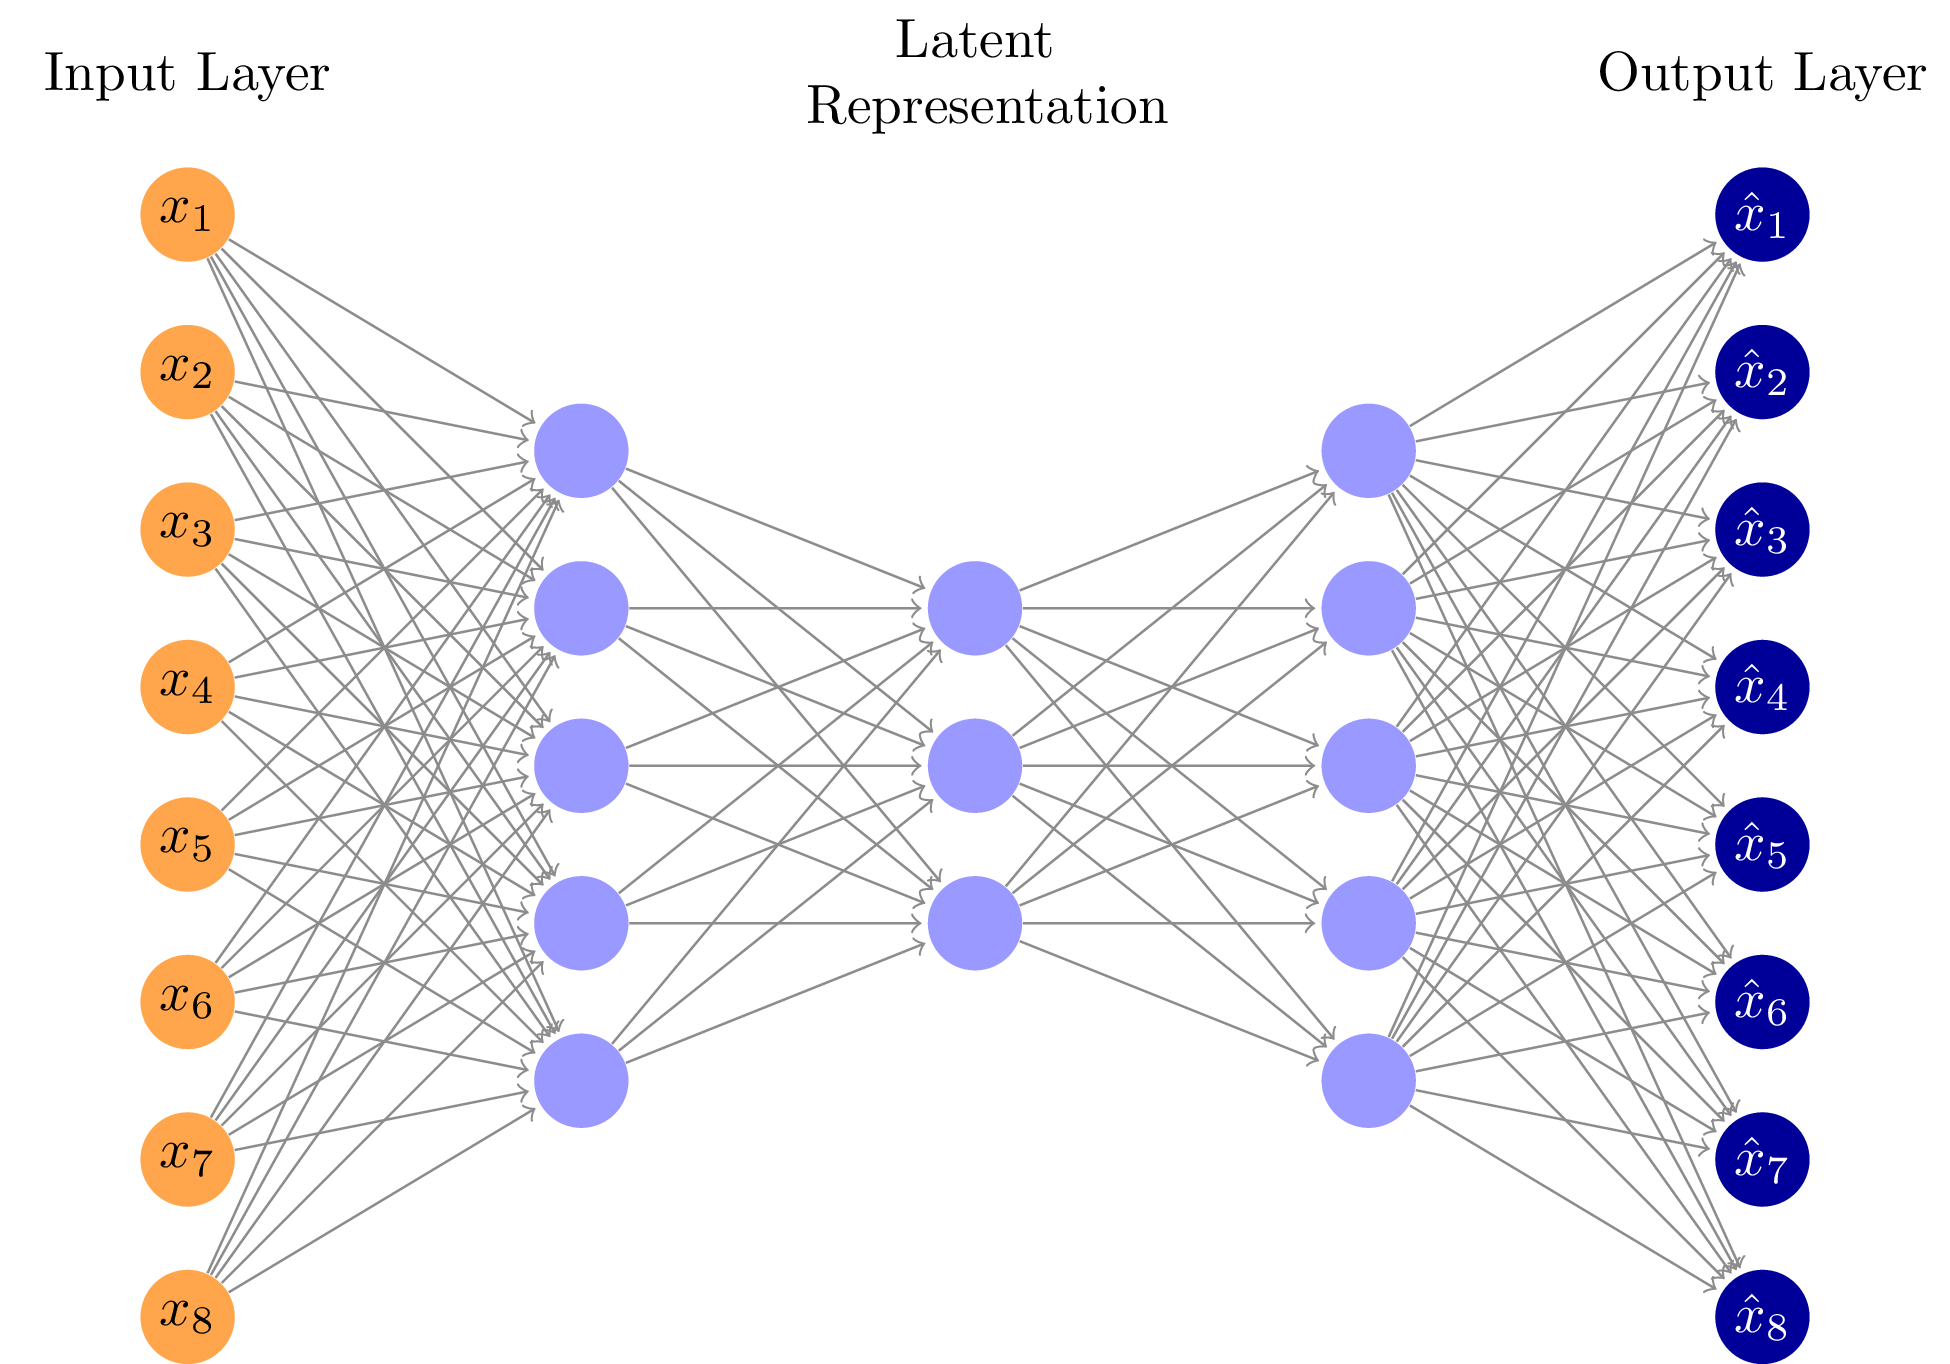 Input Layer
Latent
Representation
Output Layer
x₁
x₂
x₃
x₄
x₅
x₆
x₇
x₈
x̂₁
x̂₂
x̂₃
x̂₄
x̂₅
x̂₆
x̂₇
x̂₈